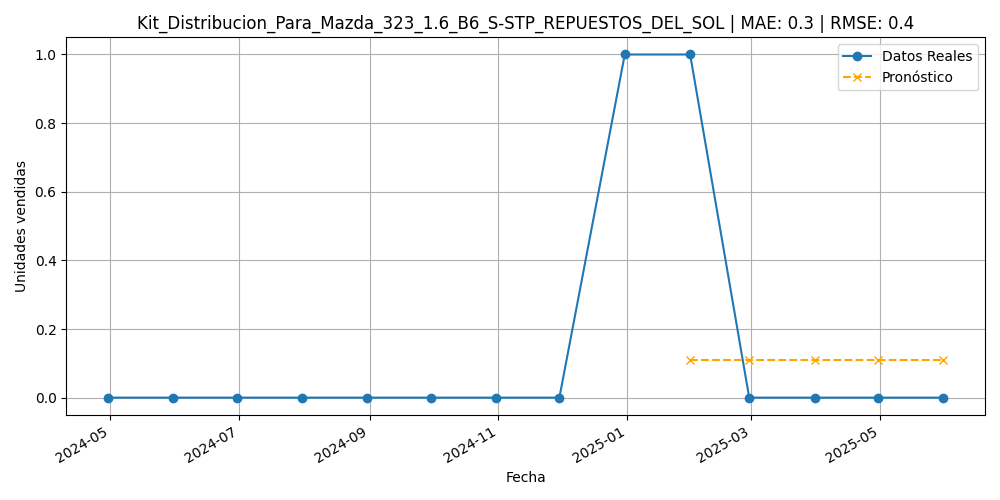 Kit_Distribucion_Para_Mazda_323_1.6_B6_S-STP_REPUESTOS_DEL_SOL | MAE: 0.3 | RMSE: 0.4
Datos Reales
Pronóstico
Unidades vendidas
1.0
0.8
0.6
0.4
0.2
0.0
2024-05
2024-07
2024-09
2024-11
2025-01
2025-03
2025-05
Fecha